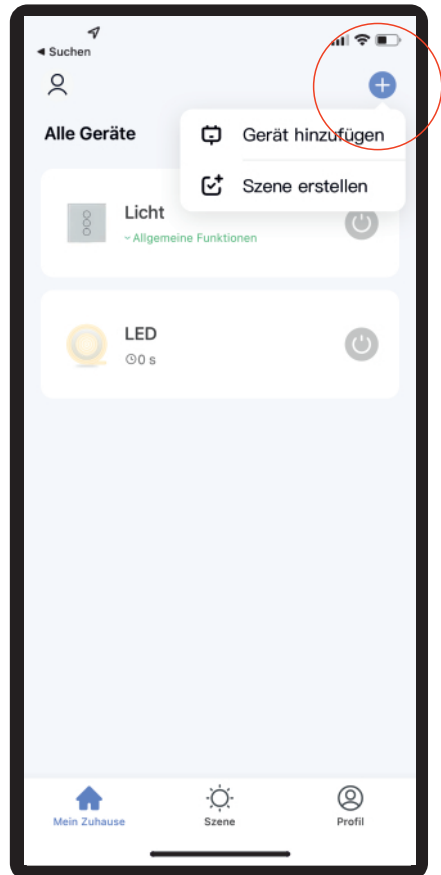 ◀ Suchen
Alle Geräte
Gerät hinzufügen
Szene erstellen
Licht
Allgemeine Funktionen
LED
0 s
Mein Zuhause
Szene
Profil